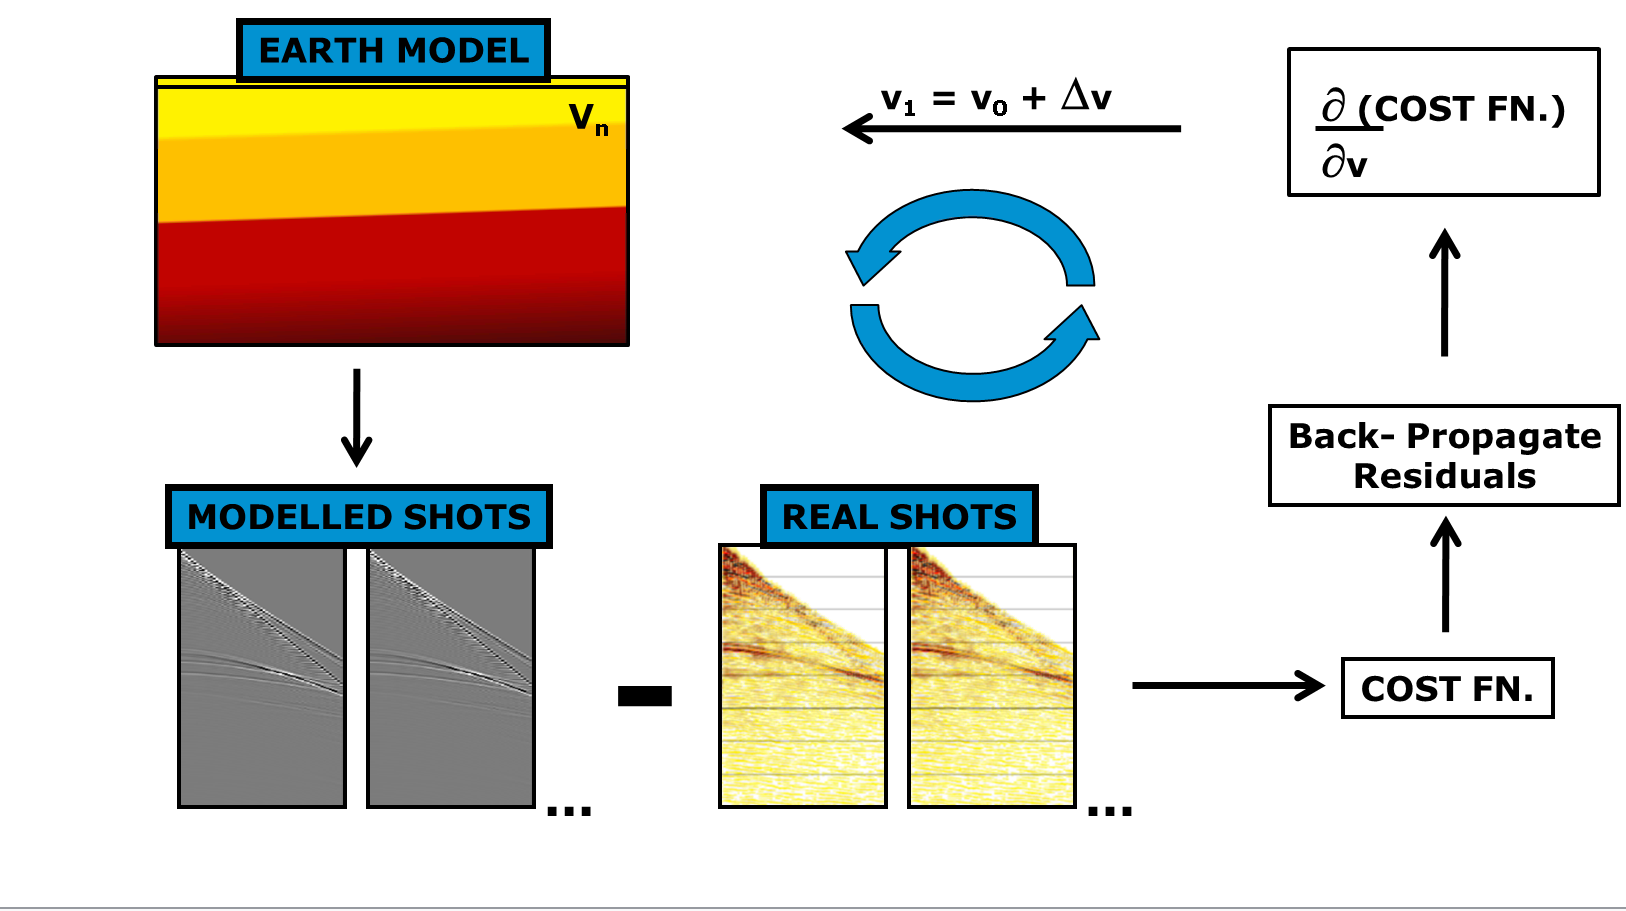 EARTH MODEL
Vn
v1 = v0 + Δv
∂ (COST FN.)
∂v
Back- Propagate
Residuals
MODELLED SHOTS
REAL SHOTS
COST FN.
...
...